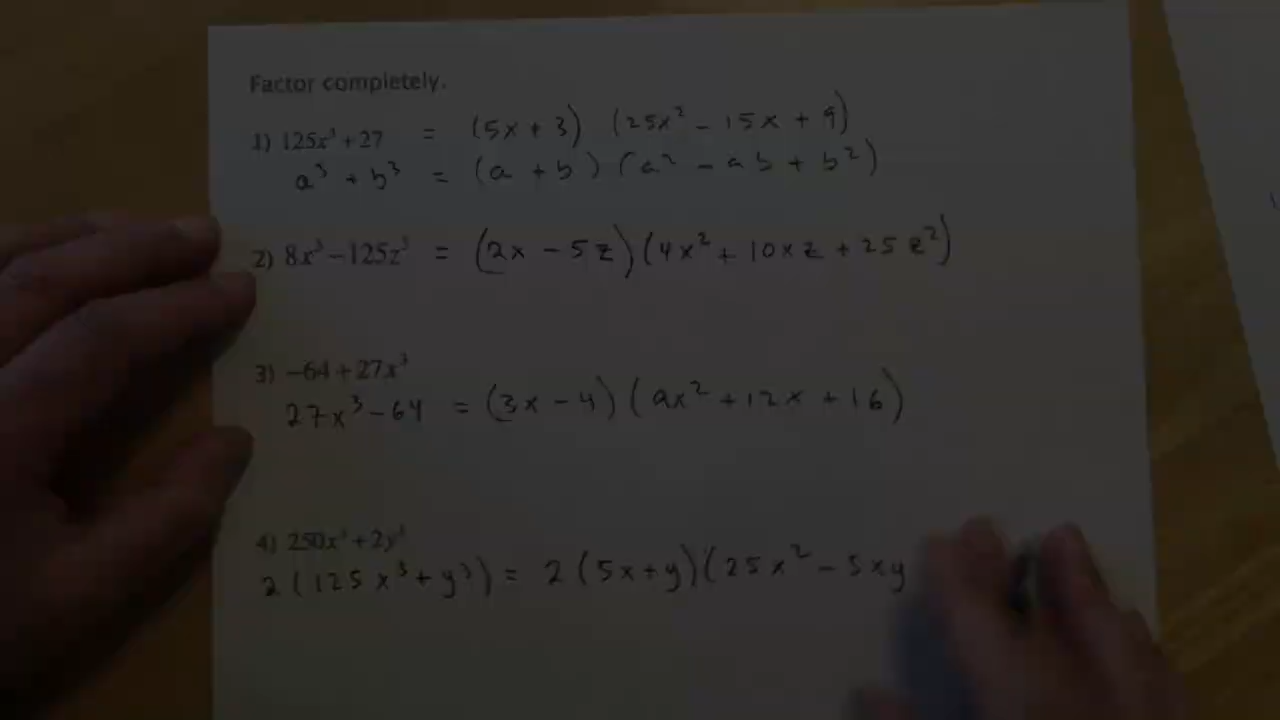 Factor completely.
1) 125x³ + 27 = (5x + 3) (25x² - 15x + 9)
a³ + b³ = (a + b) (a² - ab + b²)
2) 8x³ - 125z³ = (2x - 5z)(4x² + 10xz + 25z²)
3) -64 + 27x³
27x³ - 64 = (3x - 4) (9x² + 12x + 16)
4) 250x³ + 2y³
2 (125x³ + y³) = 2 (5x + y)(25x² - 5xy